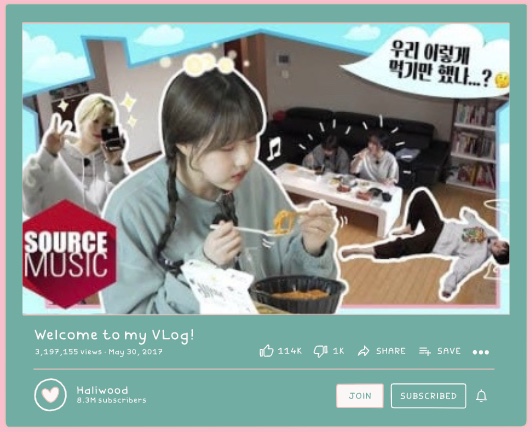 우리 이렇게
먹기만 했나...?
SOURCE
MUSIC
Welcome to my VLog!
3,197,155 views · May 30, 2017
114K
1K
SHARE
SAVE
Haliwood
8.3M subscribers
JOIN
SUBSCRIBED